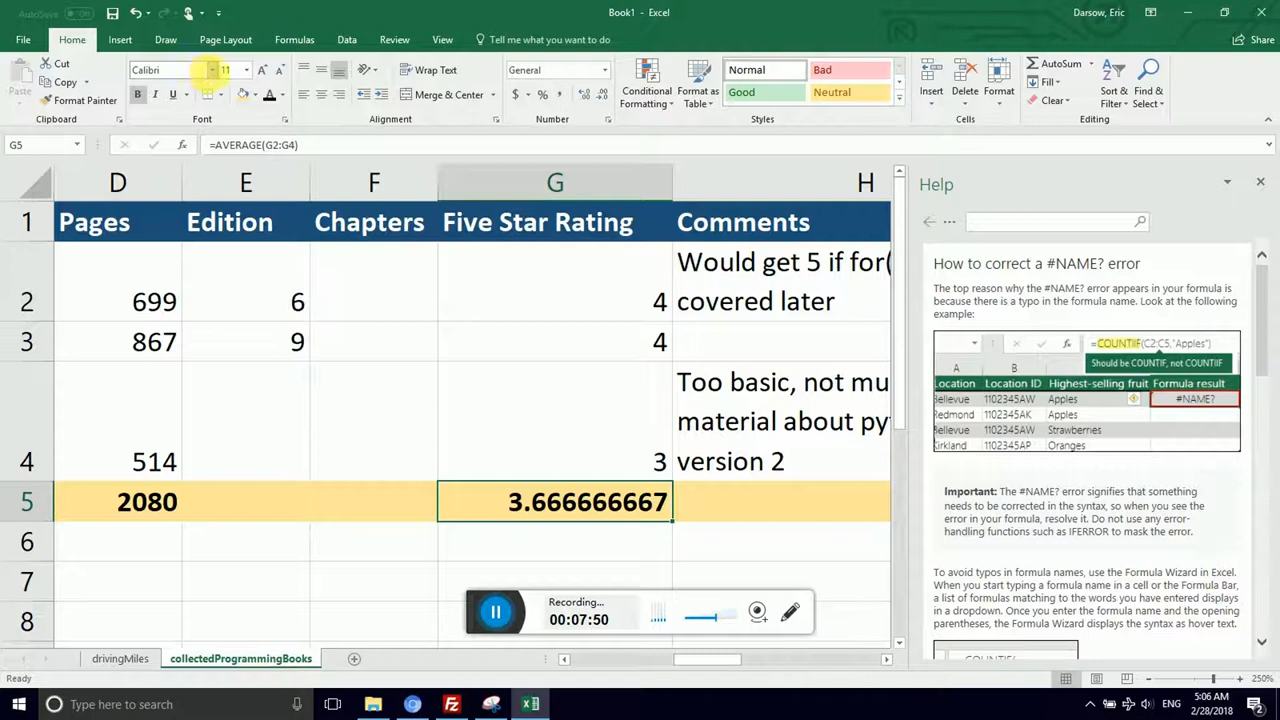 AutoSave Off
Book1 - Excel
Darsow, Eric
File Home Insert Draw Page Layout Formulas Data Review View Tell me what you want to do Share
Paste
Cut
Copy
Format Painter
Clipboard
Calibri 11
B I U A
Font
Wrap Text
Merge & Center
Alignment
General
$ % ,
Number
Conditional
Formatting
Format as
Table
Normal Bad
Good Neutral
Styles
Insert Delete Format
Cells
AutoSum
Fill
Clear
Sort &
Filter
Find &
Select
Editing
G5 =AVERAGE(G2:G4)
D E F G H
1 Pages Edition Chapters Five Star Rating Comments
Would get 5 if for(
2 699 6 4 covered later
3 867 9 4
Too basic, not mu
material about py
4 514 3 version 2
5 2080 3.666666667
6
7
8
Recording...
00:07:50
drivingMiles collectedProgrammingBooks
250%
Help
How to correct a #NAME? error
The top reason why the #NAME? error appears in your formula is
because there is a typo in the formula name. Look at the following
example:
=COUNTIIF(C2:C5,"Apples")
Should be COUNTIF, not COUNTIIF
A B
Location Location ID Highest-selling fruit Formula result
Bellevue 1102345AW Apples #NAME?
Redmond 1102345AK Apples
Bellevue 1102345AW Strawberries
Kirkland 1102345AP Oranges
Important: The #NAME? error signifies that something
needs to be corrected in the syntax, so when you see the
error in your formula, resolve it. Do not use any error-
handling functions such as IFERROR to mask the error.
To avoid typos in formula names, use the Formula Wizard in Excel.
When you start typing a formula name in a cell or the Formula Bar,
a list of formulas matching to the words you have entered displays
in a dropdown. Once you enter the formula name and the opening
parentheses, the Formula Wizard displays the syntax as hover text.
Type here to search
ENG
5:06 AM
2/28/2018